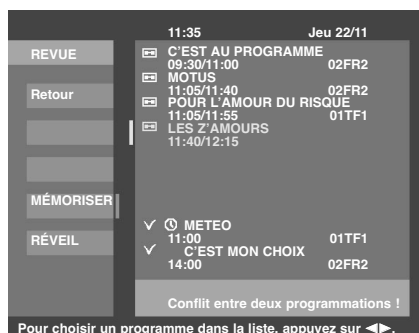 11:35 Jeu 22/11
REVUE
C'EST AU PROGRAMME
09:30/11:00 02FR2
MOTUS
Retour
11:05/11:40 02FR2
POUR L'AMOUR DU RISQUE
11:05/11:55 01TF1
LES Z'AMOURS
11:40/12:15
MÉMORISER
METEO
RÉVEIL
11:00 01TF1
C'EST MON CHOIX
14:00 02FR2
Conflit entre deux programmations !
Pour choisir un programme dans la liste, appuyez sur ◄►.